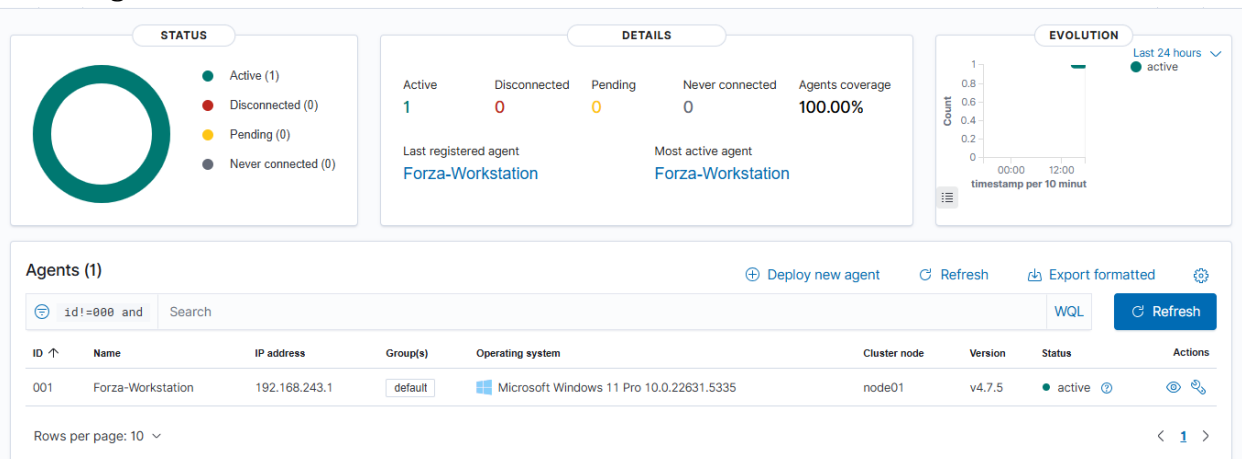 STATUS
Active (1)
Disconnected (0)
Pending (0)
Never connected (0)
DETAILS
Active Disconnected Pending Never connected Agents coverage
1 0 0 0 100.00%
Last registered agent Most active agent
Forza-Workstation Forza-Workstation
EVOLUTION
Last 24 hours
active
1
0.8
0.6
0.4
0.2
0
Count
00:00 12:00
timestamp per 10 minut
Agents (1)
Deploy new agent Refresh Export formatted
id!=000 and Search WQL Refresh
ID Name IP address Group(s) Operating system Cluster node Version Status Actions
001 Forza-Workstation 192.168.243.1 default Microsoft Windows 11 Pro 10.0.22631.5335 node01 v4.7.5 active
Rows per page: 10 1